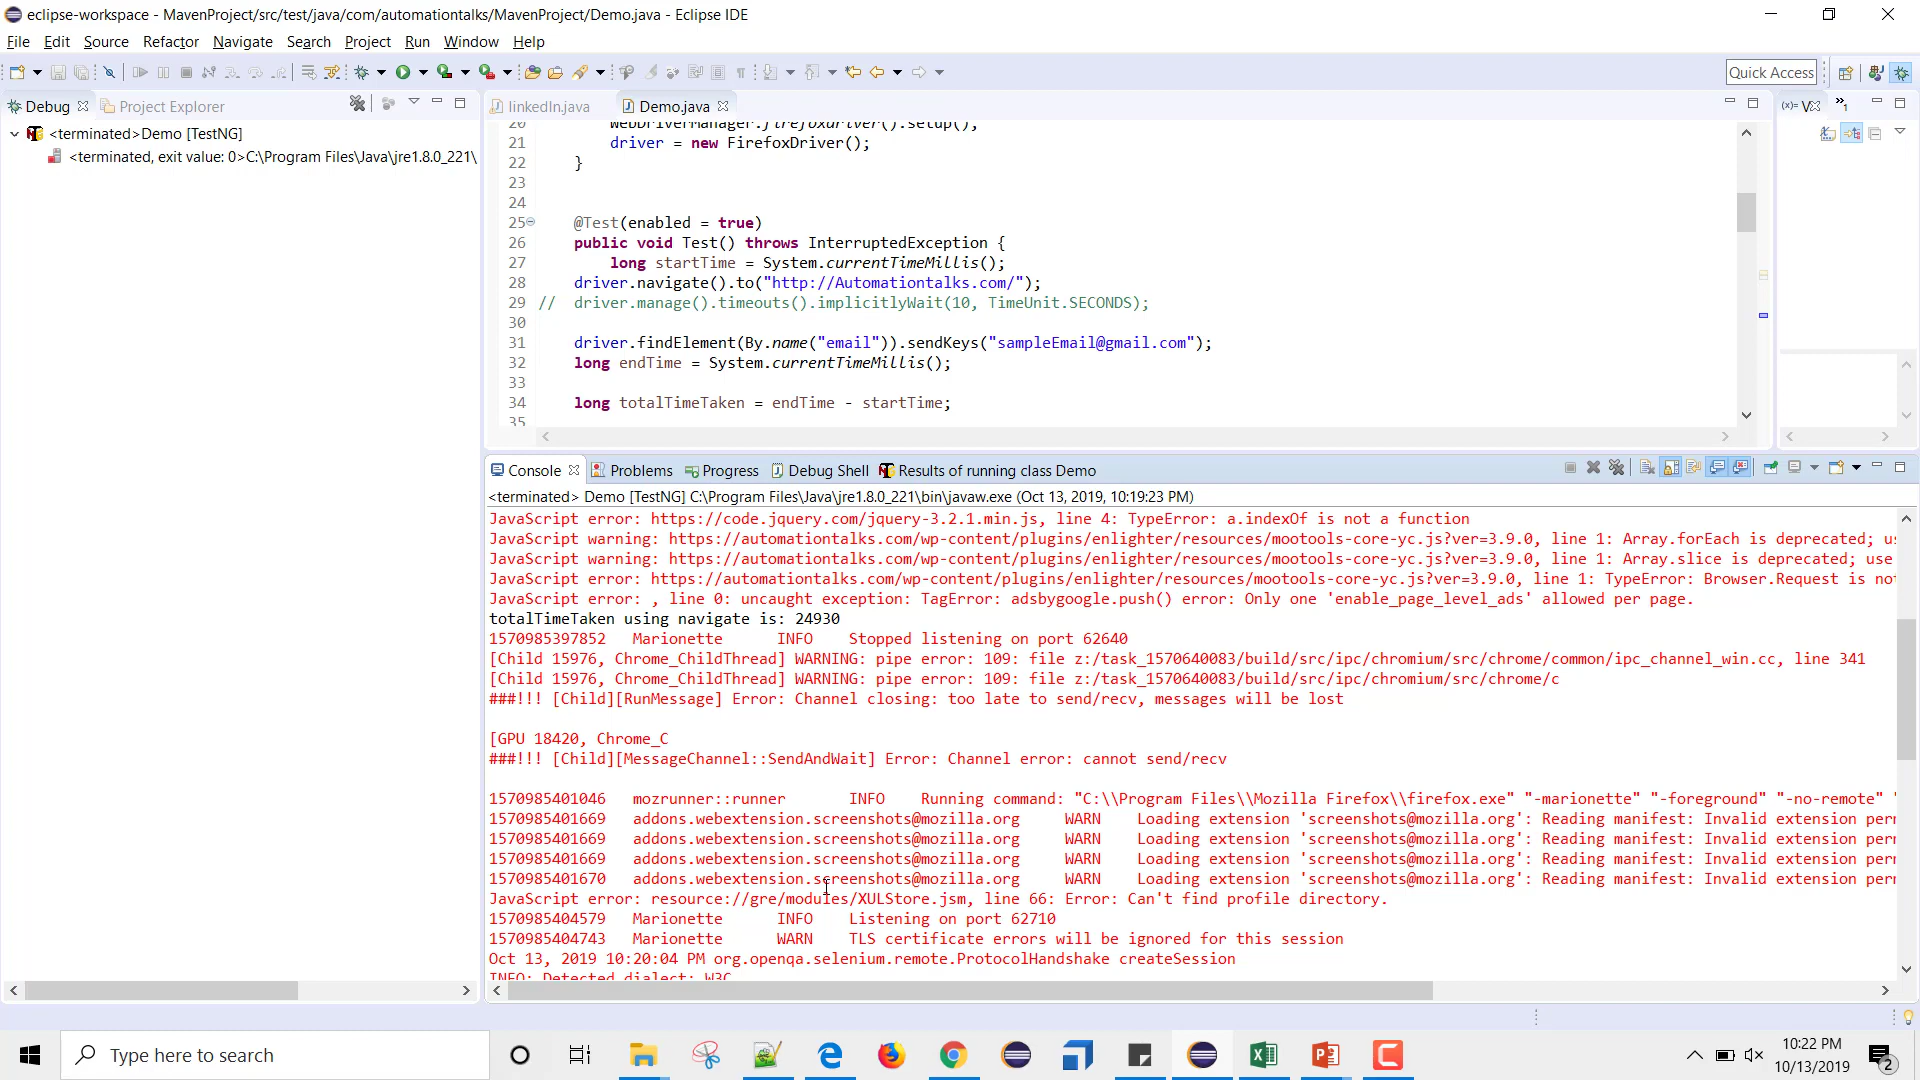 eclipse-workspace - MavenProject/src/test/java/com/automationtalks/MavenProject/Demo.java - Eclipse IDE
File Edit Source Refactor Navigate Search Project Run Window Help
Quick Access
Debug Project Explorer
<terminated>Demo [TestNG]
<terminated, exit value: 0>C:\Program Files\Java\jre1.8.0_221\
linkedIn.java Demo.java
20 WebDriverManager.firefoxdriver().setup();
21 driver = new FirefoxDriver();
22 }
23
24
25 @Test(enabled = true)
26 public void Test() throws InterruptedException {
27 long startTime = System.currentTimeMillis();
28 driver.navigate().to("http://Automationtalks.com/");
29 // driver.manage().timeouts().implicitlyWait(10, TimeUnit.SECONDS);
30
31 driver.findElement(By.name("email")).sendKeys("sampleEmail@gmail.com");
32 long endTime = System.currentTimeMillis();
33
34 long totalTimeTaken = endTime - startTime;
35
(x)= V
Console Problems Progress Debug Shell Results of running class Demo
<terminated> Demo [TestNG] C:\Program Files\Java\jre1.8.0_221\bin\javaw.exe (Oct 13, 2019, 10:19:23 PM)
JavaScript error: https://code.jquery.com/jquery-3.2.1.min.js, line 4: TypeError: a.indexOf is not a function
JavaScript warning: https://automationtalks.com/wp-content/plugins/enlighter/resources/mootools-core-yc.js?ver=3.9.0, line 1: Array.forEach is deprecated; us
JavaScript warning: https://automationtalks.com/wp-content/plugins/enlighter/resources/mootools-core-yc.js?ver=3.9.0, line 1: Array.slice is deprecated; use
JavaScript error: https://automationtalks.com/wp-content/plugins/enlighter/resources/mootools-core-yc.js?ver=3.9.0, line 1: TypeError: Browser.Request is not
JavaScript error: , line 0: uncaught exception: TagError: adsbygoogle.push() error: Only one 'enable_page_level_ads' allowed per page.
totalTimeTaken using navigate is: 24930
1570985397852 Marionette INFO Stopped listening on port 62640
[Child 15976, Chrome_ChildThread] WARNING: pipe error: 109: file z:/task_1570640083/build/src/ipc/chromium/src/chrome/common/ipc_channel_win.cc, line 341
[Child 15976, Chrome_ChildThread] WARNING: pipe error: 109: file z:/task_1570640083/build/src/ipc/chromium/src/chrome/c
###!!! [Child][RunMessage] Error: Channel closing: too late to send/recv, messages will be lost
[GPU 18420, Chrome_C
###!!! [Child][MessageChannel::SendAndWait] Error: Channel error: cannot send/recv
1570985401046 mozrunner::runner INFO Running command: "C:\\Program Files\\Mozilla Firefox\\firefox.exe" "-marionette" "-foreground" "-no-remote" "
1570985401669 addons.webextension.screenshots@mozilla.org WARN Loading extension 'screenshots@mozilla.org': Reading manifest: Invalid extension perm
1570985401669 addons.webextension.screenshots@mozilla.org WARN Loading extension 'screenshots@mozilla.org': Reading manifest: Invalid extension perm
1570985401669 addons.webextension.screenshots@mozilla.org WARN Loading extension 'screenshots@mozilla.org': Reading manifest: Invalid extension perm
1570985401670 addons.webextension.screenshots@mozilla.org WARN Loading extension 'screenshots@mozilla.org': Reading manifest: Invalid extension perm
JavaScript error: resource://gre/modules/XULStore.jsm, line 66: Error: Can't find profile directory.
1570985404579 Marionette INFO Listening on port 62710
1570985404743 Marionette WARN TLS certificate errors will be ignored for this session
Oct 13, 2019 10:20:04 PM org.openqa.selenium.remote.ProtocolHandshake createSession
INFO: Detected dialect: W3C
Type here to search
10:22 PM
10/13/2019
2